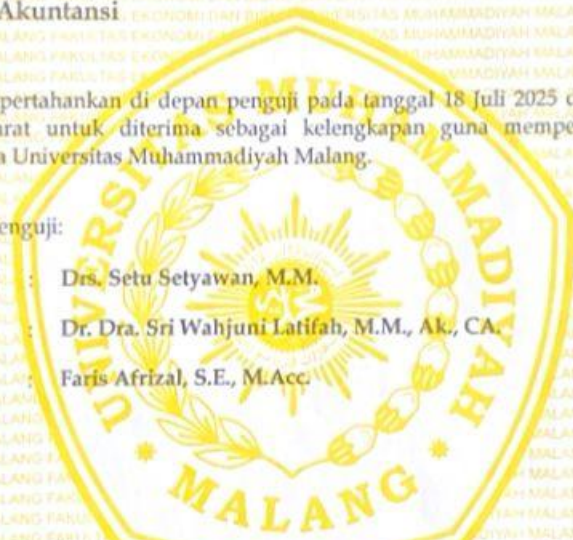 Akuntansi
pertahankan di depan penguji pada tanggal 18 Juli 2025 d
arat untuk diterima sebagai kelengkapan guna mempe
a Universitas Muhammadiyah Malang.
enguji:
: Drs. Setu Setyawan, M.M.
: Dr. Dra. Sri Wahjuni Latifah, M.M., Ak., CA.
: Faris Afrizal, S.E., M.Acc.
UNIVERSITAS MUHAMMADIYAH
MALANG